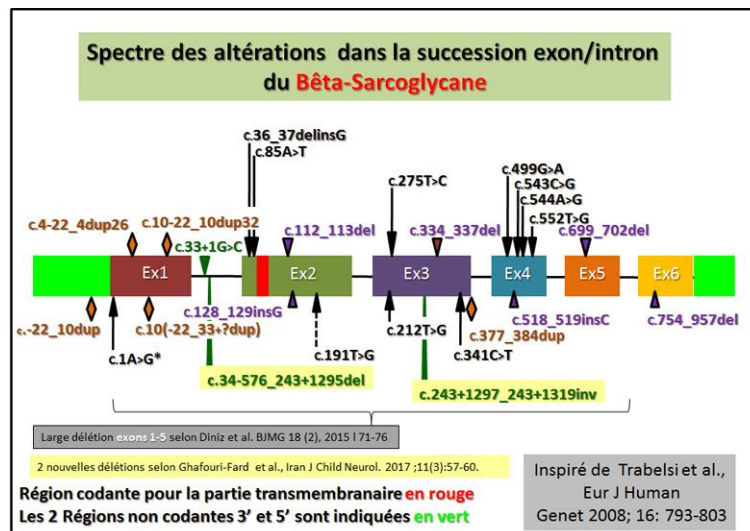 Spectre des altérations dans la succession exon/intron
du Bêta-Sarcoglycane
c.36_37delinsG
c.85A>T
c.499G>A
c.543C>G
c.544A>G
c.552T>G
c.275T>C
c.4-22_4dup26
c.10-22_10dup32
c.33+1G>C
c.112_113del
c.334_337del
c.699_702del
Ex1
Ex2
Ex3
Ex4
Ex5
Ex6
c.-22_10dup
c.10(-22_33+?dup)
c.128_129insG
c.212T>G
c.518_519insC
c.754_957del
c.1A>G*
c.191T>G
c.341C>T
c.377_384dup
c.34-576_243+1295del
c.243+1297_243+1319inv
Large délétion exons 1-5 selon Diniz et al. BJMG 18 (2), 2015 l 71-76
2 nouvelles délétions selon Ghafouri-Fard et al., Iran J Child Neurol. 2017 ;11(3):57-60.
Région codante pour la partie transmembranaire en rouge
Les 2 Régions non codantes 3' et 5' sont indiquées en vert
Inspiré de Trabelsi et al.,
Eur J Human
Genet 2008; 16: 793-803